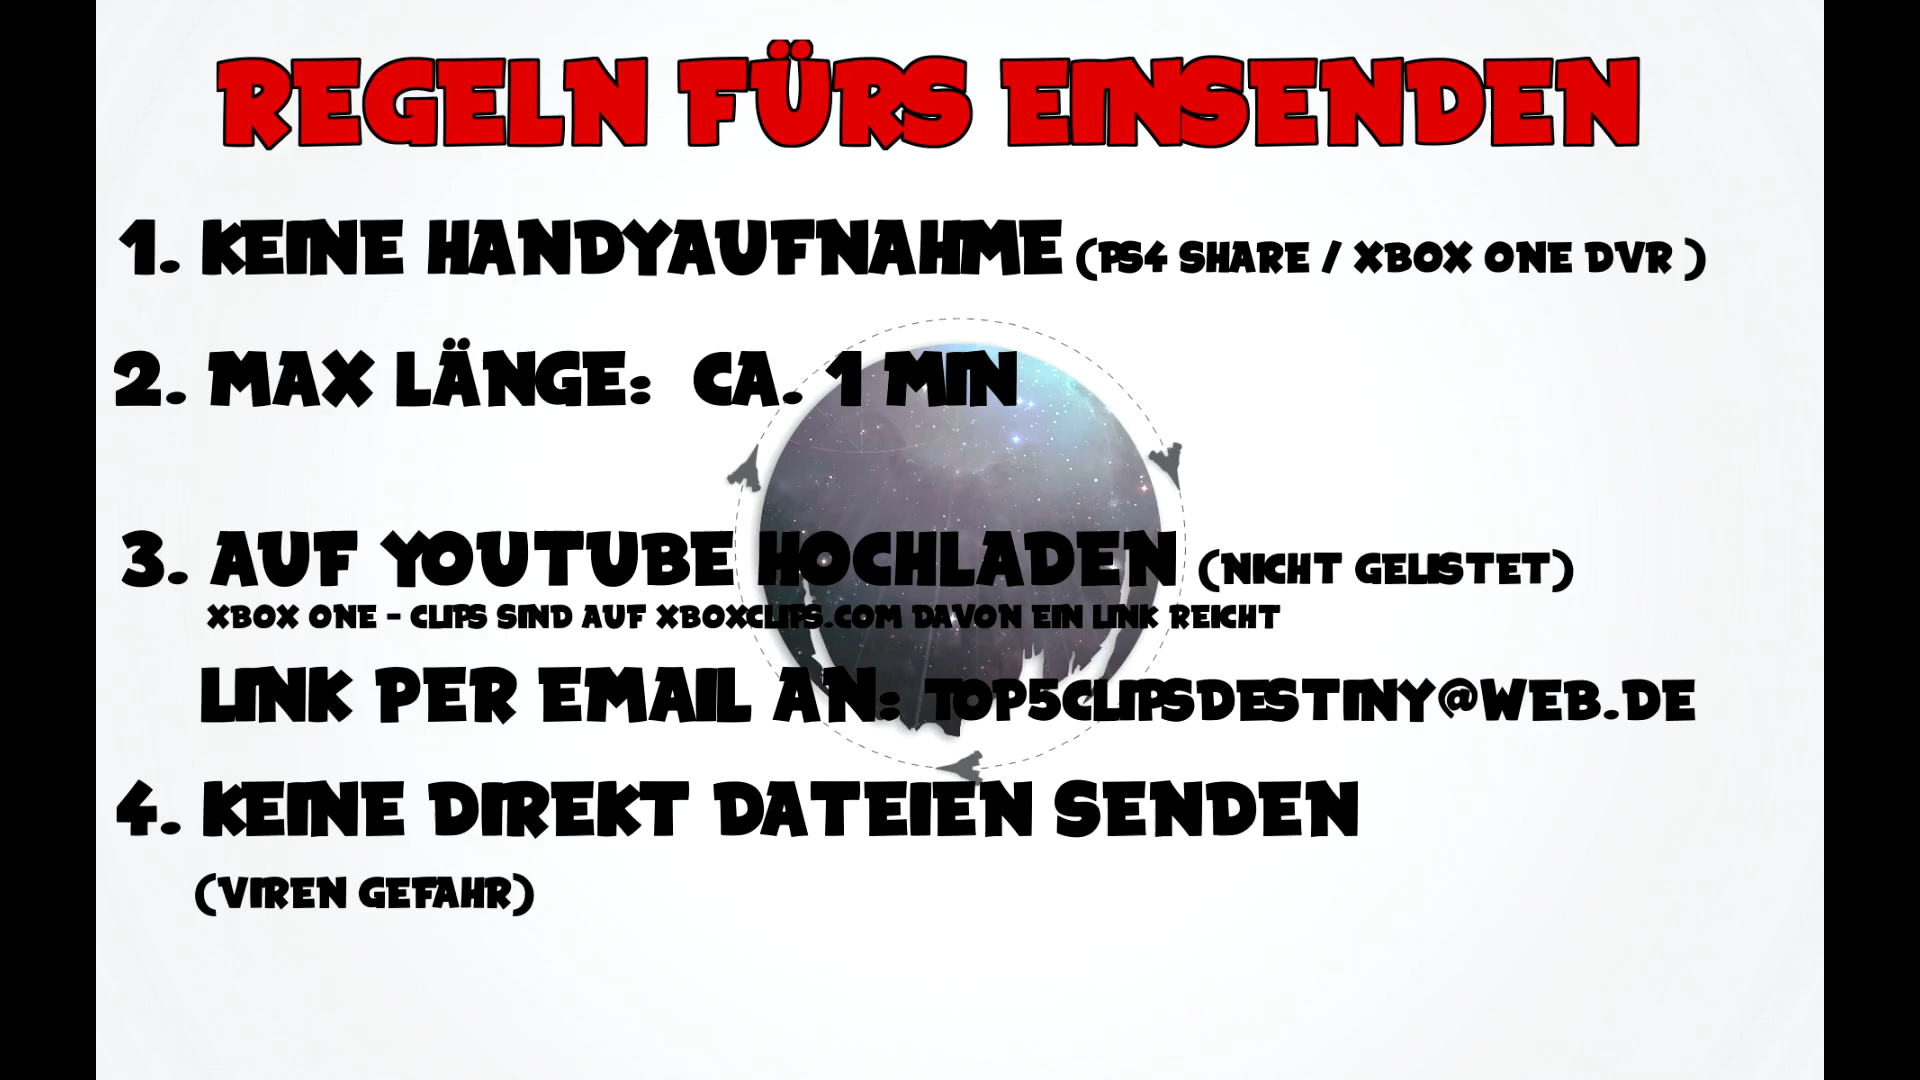 REGELN FÜRS EINSENDEN
1. KEINE HANDYAUFNAHME (PS4 SHARE / XBOX ONE DVR )
2. MAX LÄNGE: CA. 1 MIN
3. AUF YOUTUBE HOCHLADEN (NICHT GELISTET)
XBOX ONE - CLIPS SIND AUF XBOXCLIPS.COM DAVON EIN LINK REICHT
LINK PER EMAIL AN: TOP5CLIPSDESTINY@WEB.DE
4. KEINE DIREKT DATEIEN SENDEN
(VIREN GEFAHR)